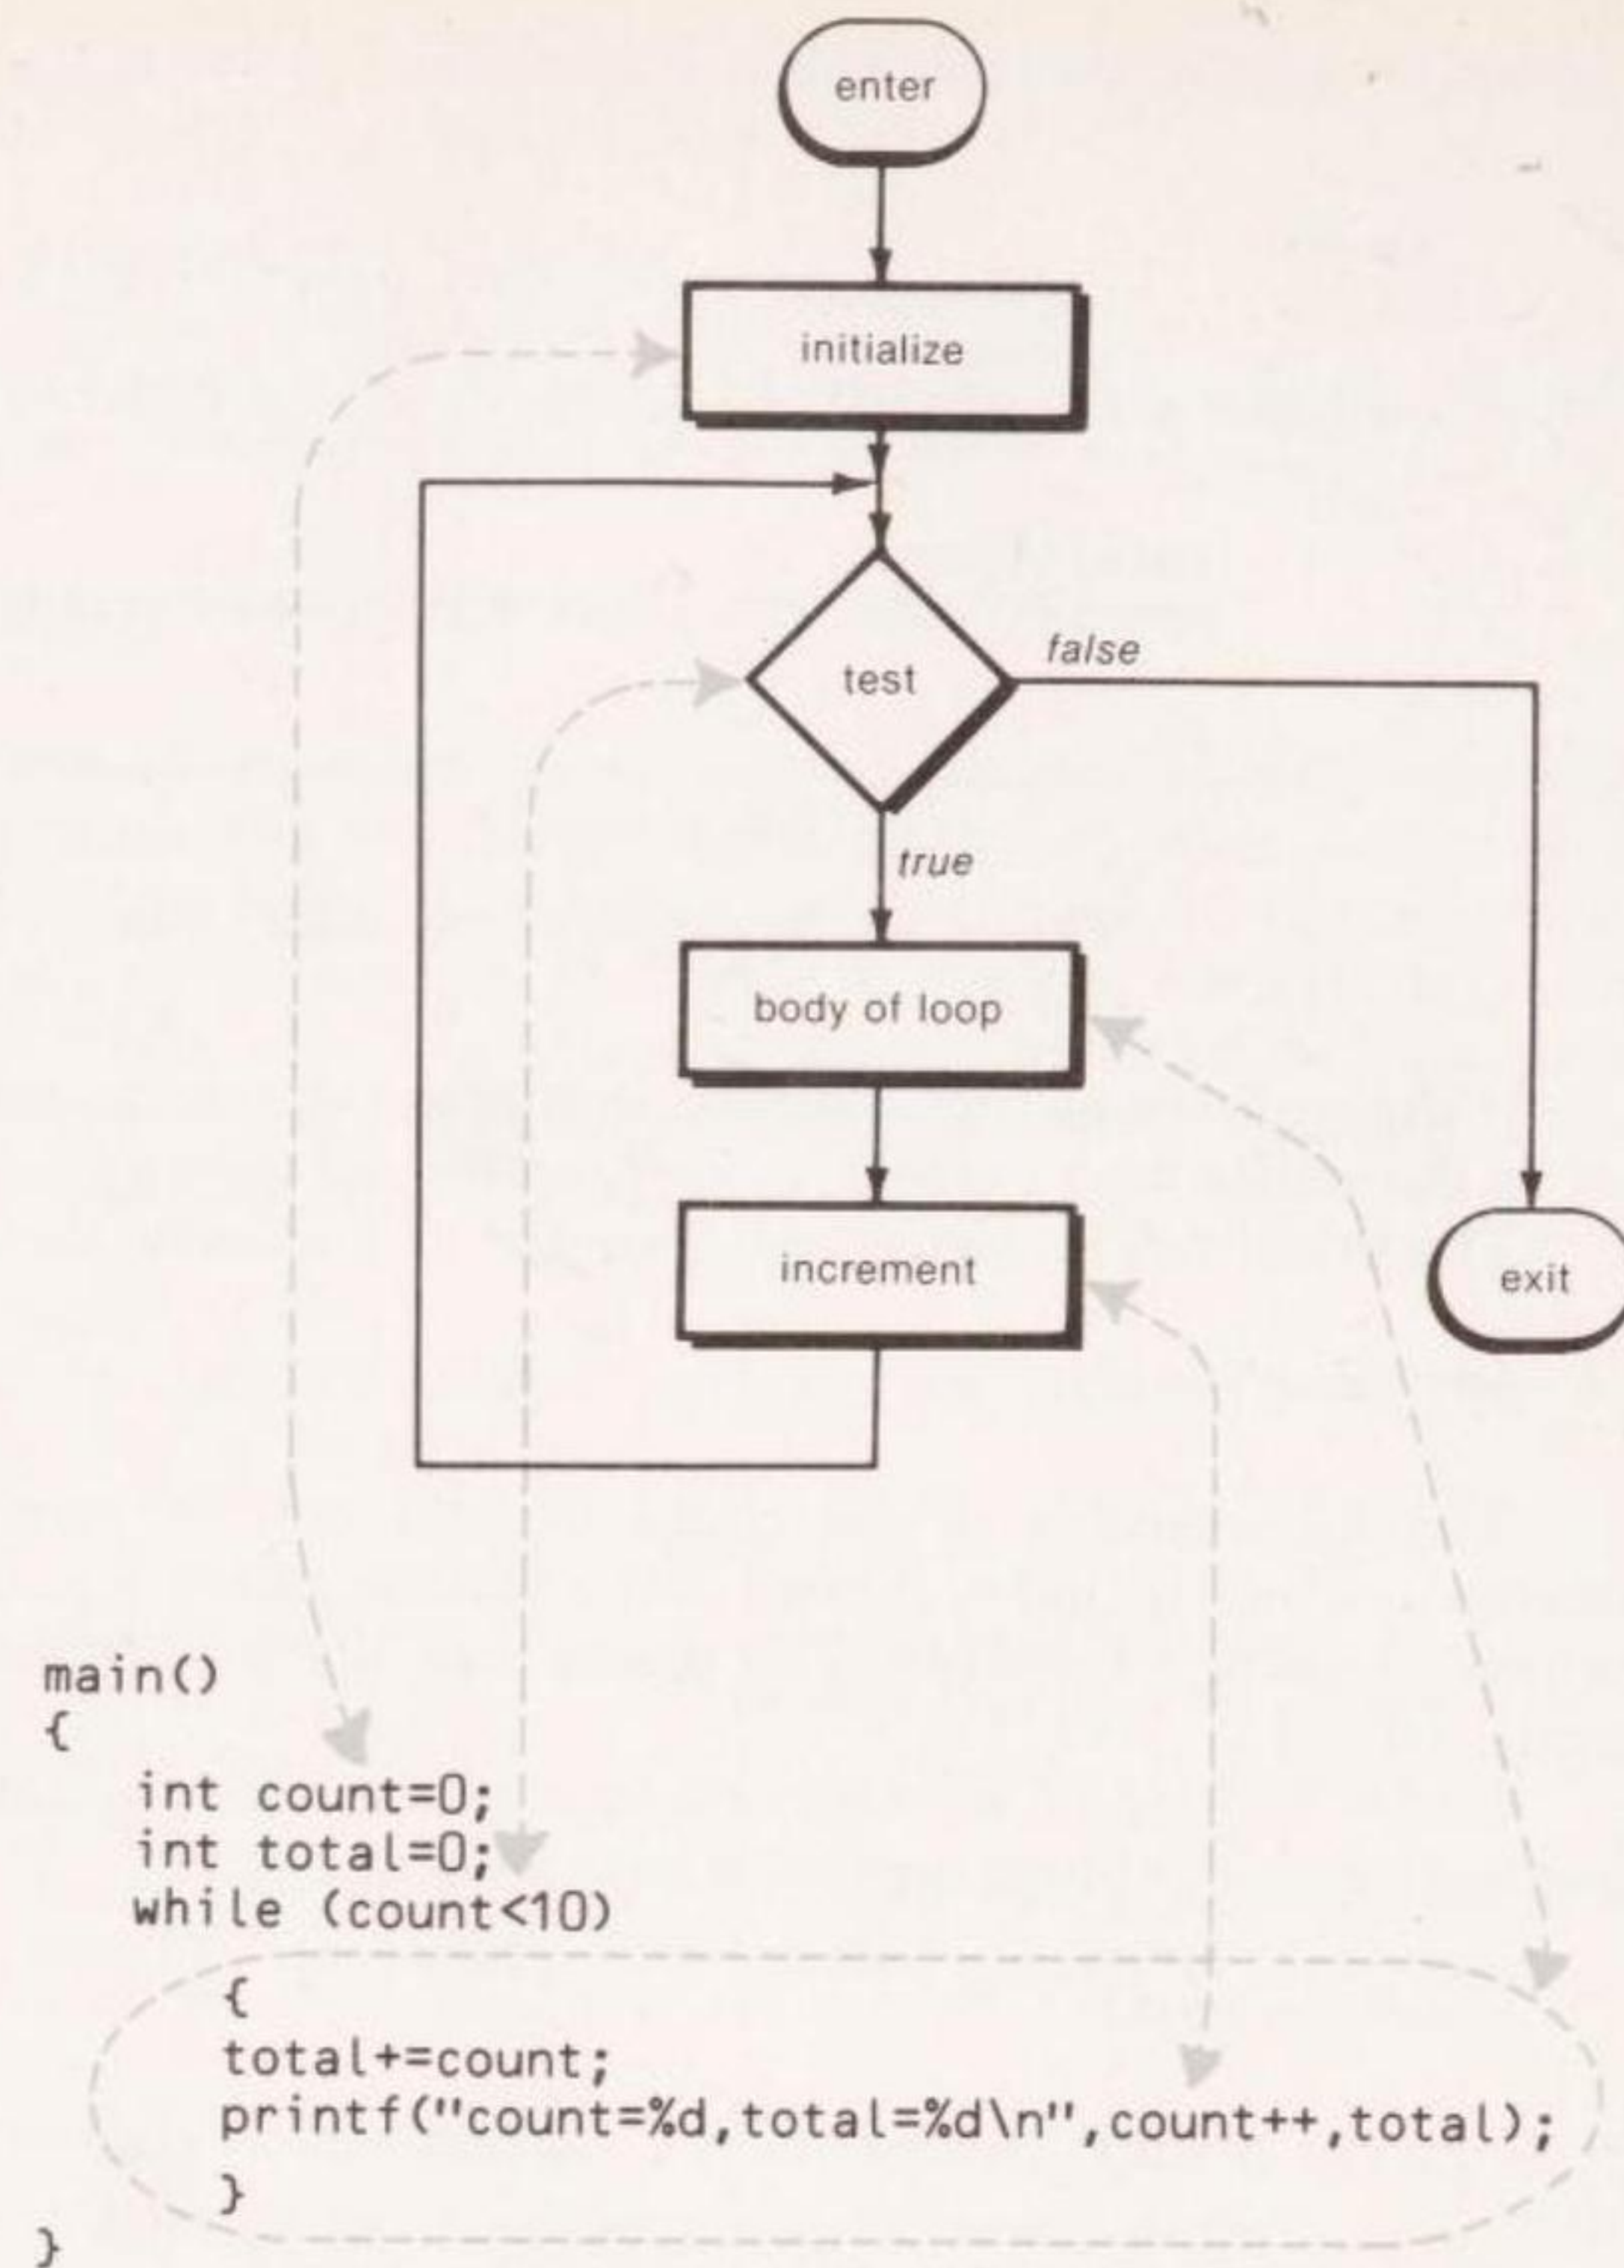 enter
initialize
test
false
true
body of loop
increment
exit
main()
{
int count=0;
int total=0;
while (count<10)
{
total+=count;
printf("count=%d,total=%d\n",count++,total);
}
}